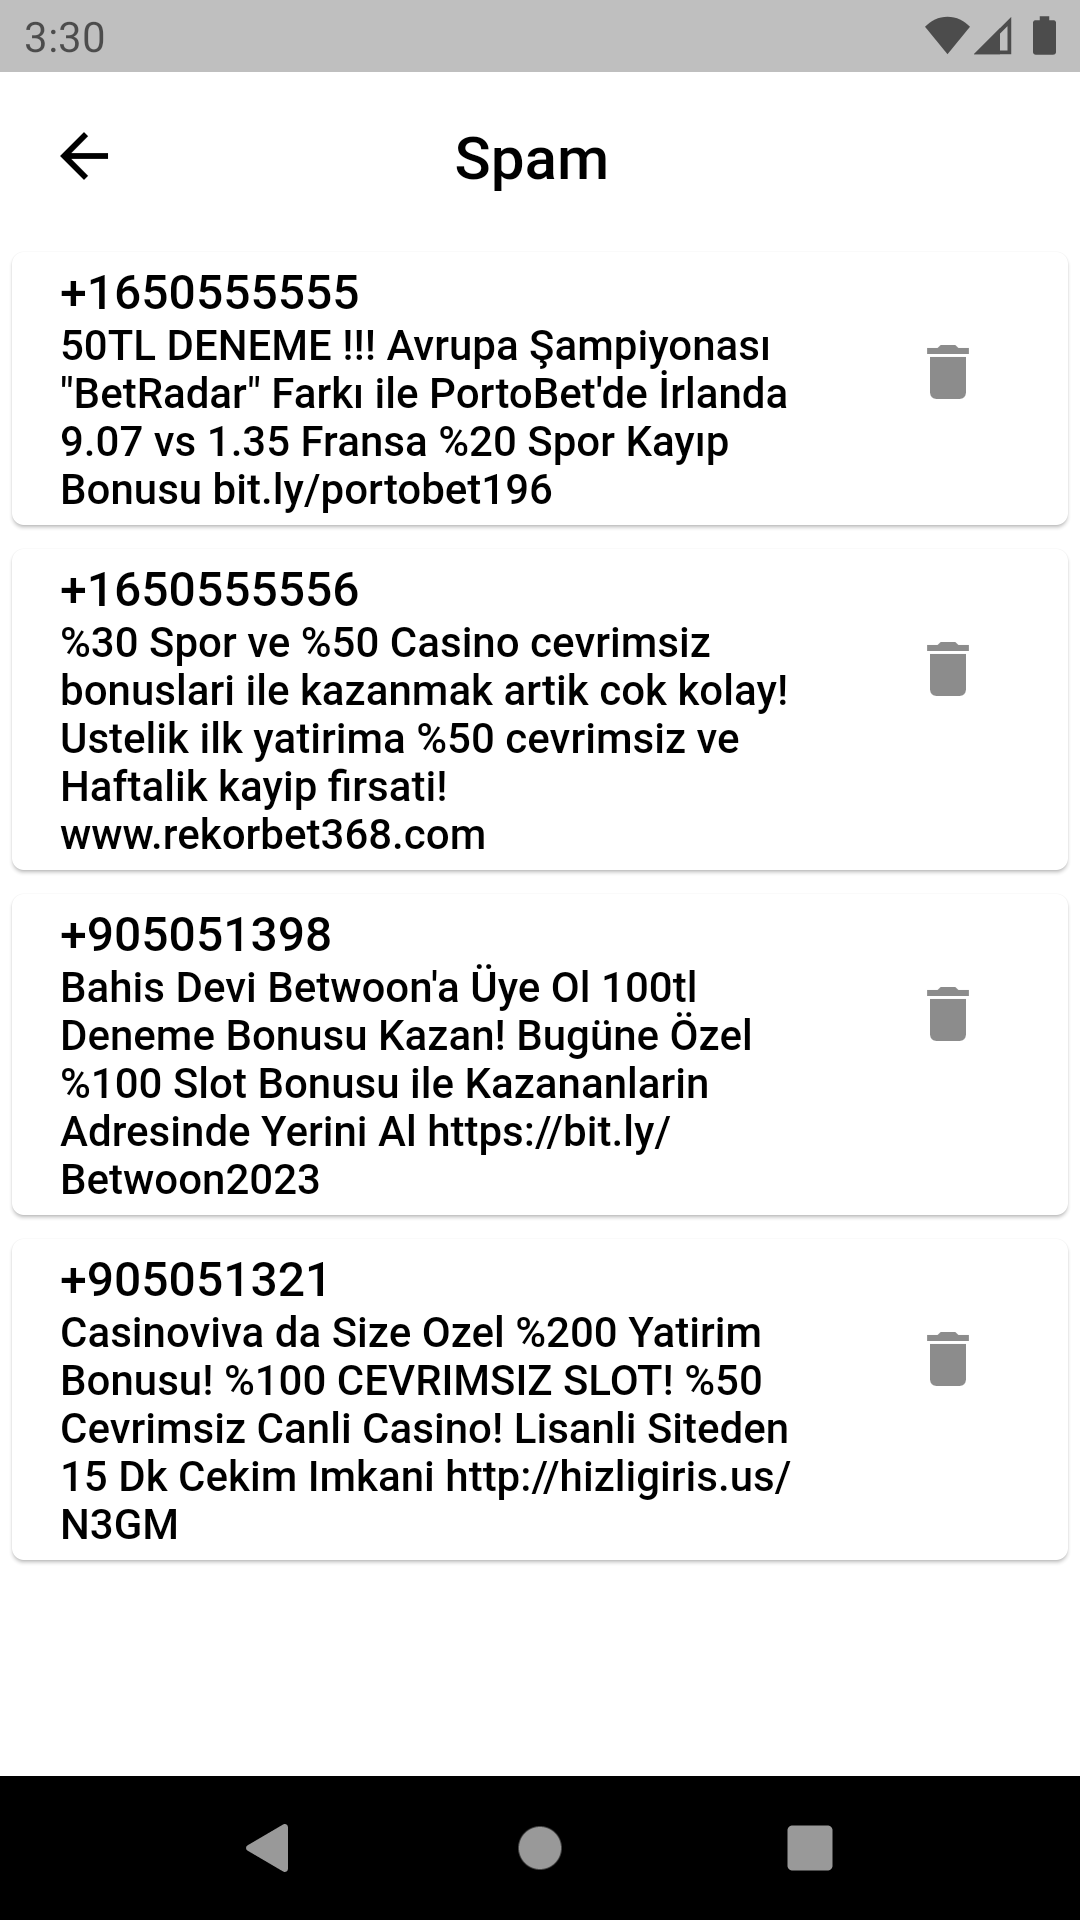 3:30
Spam
+1650555555
50TL DENEME !!! Avrupa Şampiyonası
"BetRadar" Farkı ile PortoBet'de İrlanda
9.07 vs 1.35 Fransa %20 Spor Kayıp
Bonusu bit.ly/portobet196
+1650555556
%30 Spor ve %50 Casino cevrimsiz
bonuslari ile kazanmak artik cok kolay!
Ustelik ilk yatirima %50 cevrimsiz ve
Haftalik kayip firsati!
www.rekorbet368.com
+905051398
Bahis Devi Betwoon'a Üye Ol 100tl
Deneme Bonusu Kazan! Bugüne Özel
%100 Slot Bonusu ile Kazananlarin
Adresinde Yerini Al https://bit.ly/
Betwoon2023
+905051321
Casinoviva da Size Ozel %200 Yatirim
Bonusu! %100 CEVRIMSIZ SLOT! %50
Cevrimsiz Canli Casino! Lisanli Siteden
15 Dk Cekim Imkani http://hizligiris.us/
N3GM